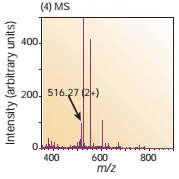 (4) MS
Intensity (arbitrary units)
400
200
0
516.27 (2+)
400 600 800
m/z